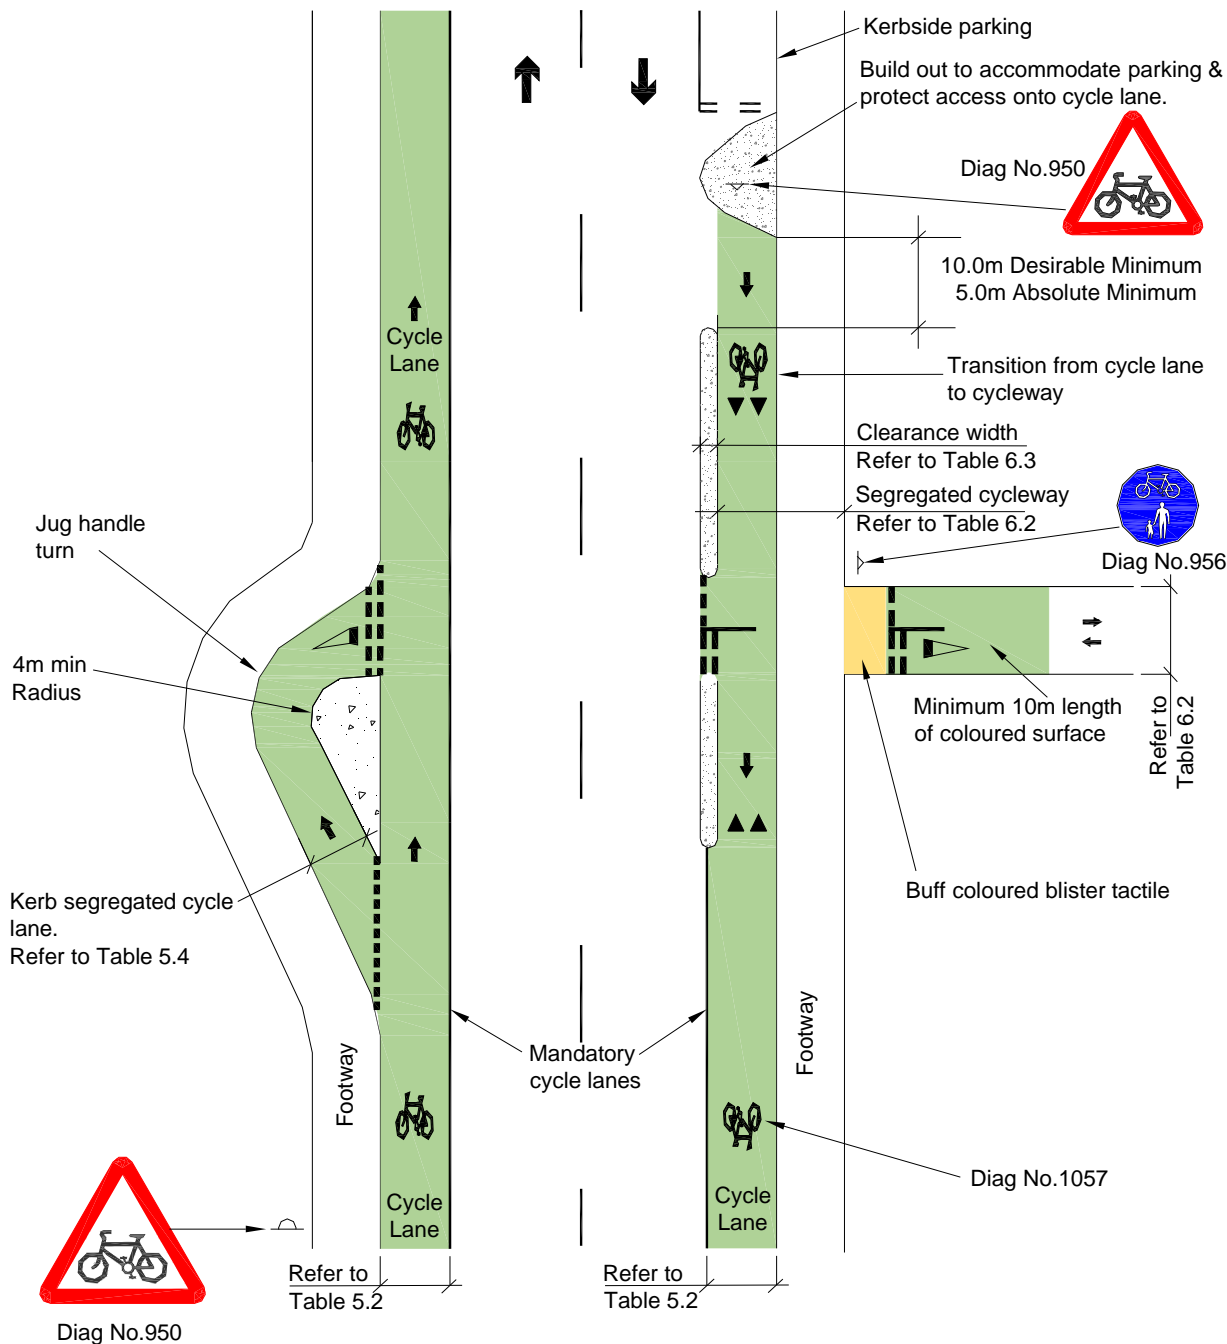 Kerbside parking
Build out to accommodate parking &
protect access onto cycle lane.
Diag No.950
10.0m Desirable Minimum
5.0m Absolute Minimum
Cycle
Lane
Transition from cycle lane
to cycleway
Clearance width
Refer to Table 6.3
Segregated cycleway
Refer to Table 6.2
Diag No.956
Jug handle
turn
4m min
Radius
Minimum 10m length
of coloured surface
Refer to
Table 6.2
Buff coloured blister tactile
Kerb segregated cycle
lane.
Refer to Table 5.4
Mandatory
cycle lanes
Footway
Footway
Diag No.1057
Cycle
Lane
Cycle
Lane
Refer to
Table 5.2
Refer to
Table 5.2
Diag No.950